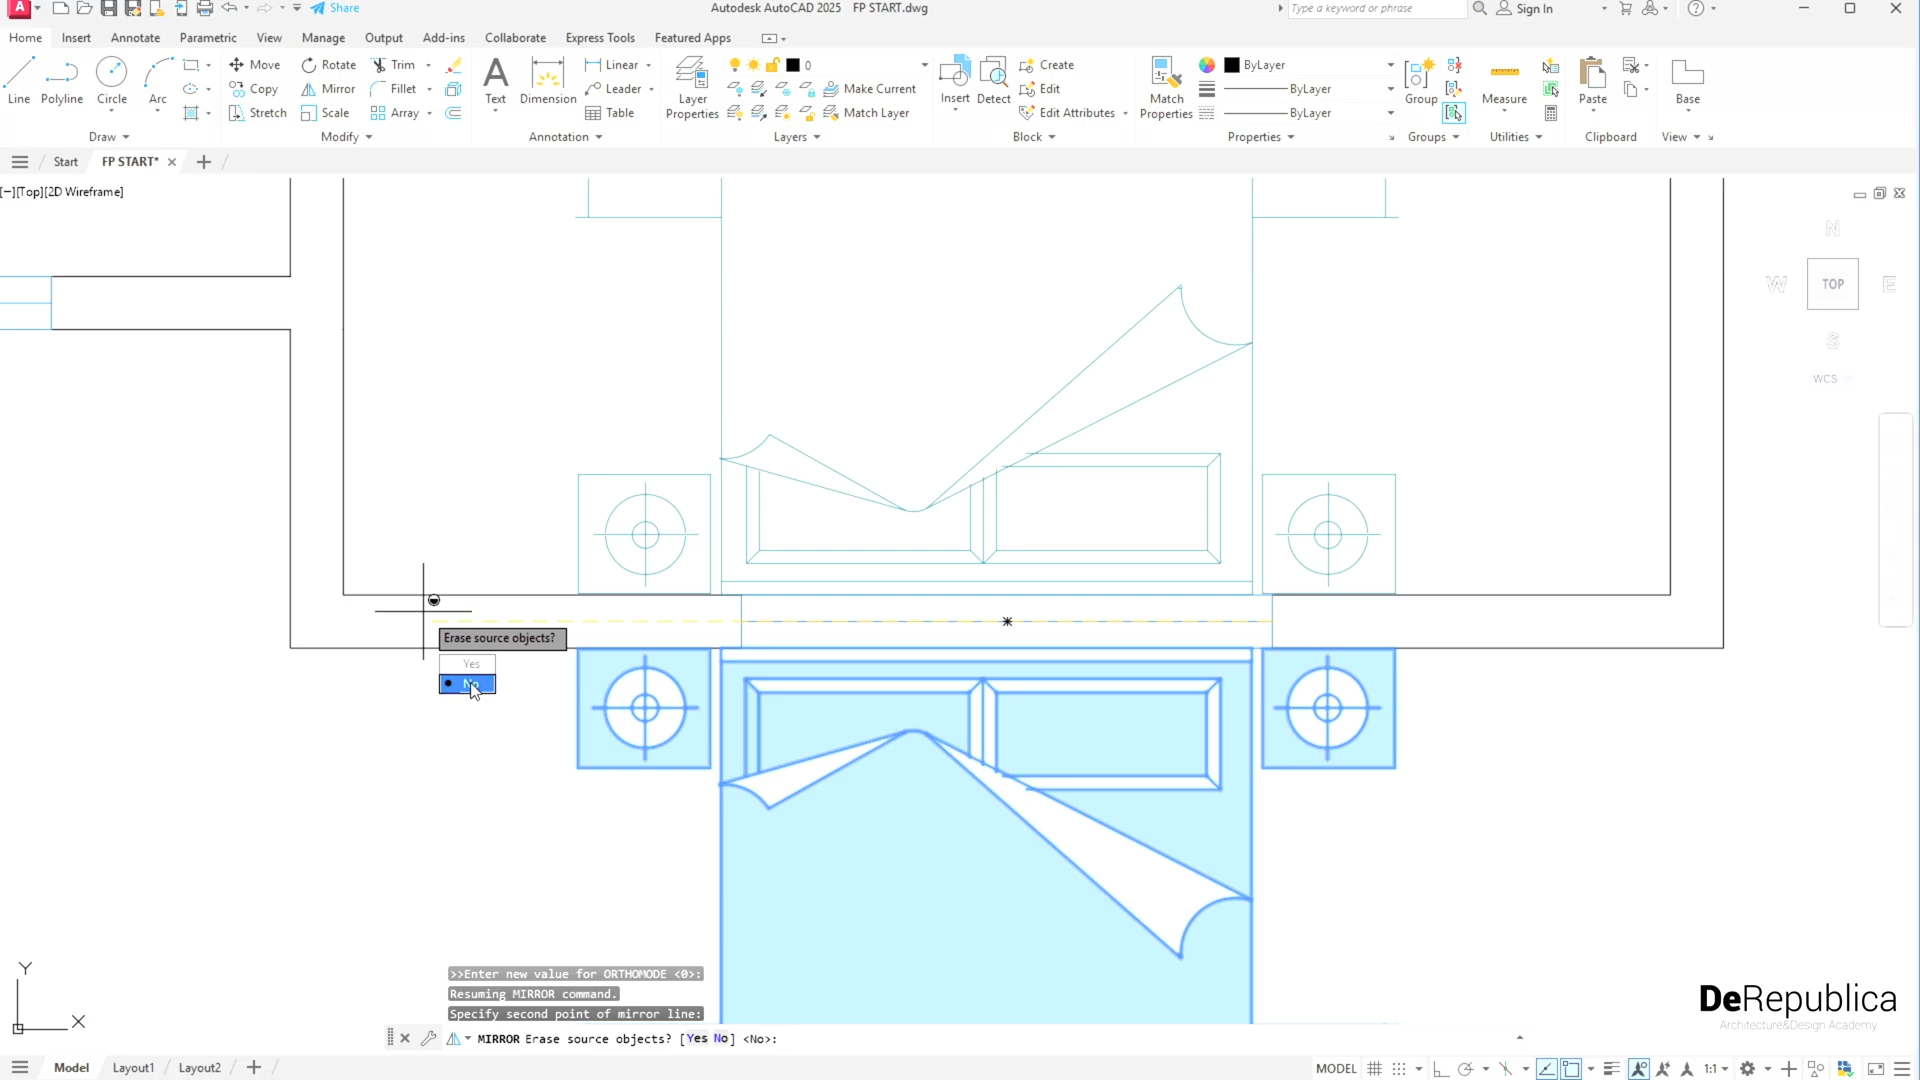 A Share Autodesk AutoCAD 2025 FP START.dwg Type a keyword or phrase Sign In
Home Insert Annotate Parametric View Manage Output Add-ins Collaborate Express Tools Featured Apps
Line Polyline Circle Arc
Move Rotate Trim
Copy Mirror Fillet
Stretch Scale Array
Text Dimension
Linear
Leader
Table
Layer Properties
0
Make Current
Match Layer
Insert Detect
Create
Edit
Edit Attributes
Match Properties
ByLayer
ByLayer
ByLayer
Group Measure Paste Base
Draw Modify Annotation Layers Block Properties Groups Utilities Clipboard View
Start FP START*
[−][Top][2D Wireframe]
N
W TOP E
S
WCS
Erase source objects?
Yes
No
>>Enter new value for ORTHOMODE <0>:
Resuming MIRROR command.
Specify second point of mirror line:
MIRROR Erase source objects? [Yes No] <No>:
Y
X
DeRepublica
Architecture&Design Academy
Model Layout1 Layout2 MODEL 1:1